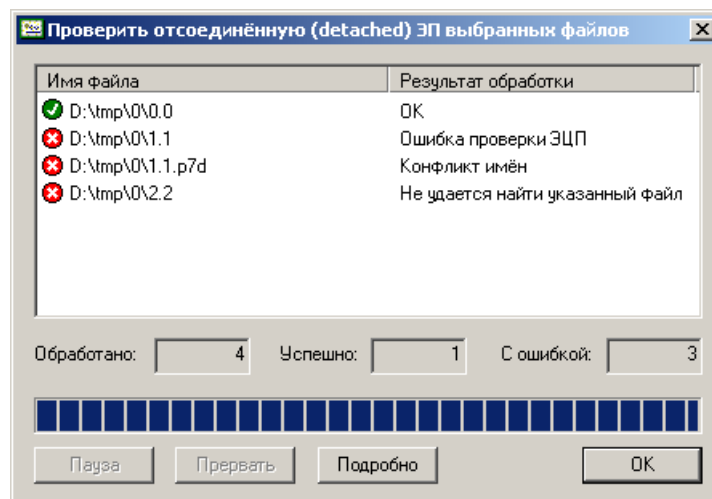 Проверить отсоединённую (detached) ЭП выбранных файлов
Имя файла Результат обработки
D:\tmp\0\0.0 OK
D:\tmp\0\1.1 Ошибка проверки ЭЦП
D:\tmp\0\1.1.p7d Конфликт имён
D:\tmp\0\2.2 Не удается найти указанный файл
Обработано: 4 Успешно: 1 С ошибкой: 3
Пауза Прервать Подробно OK